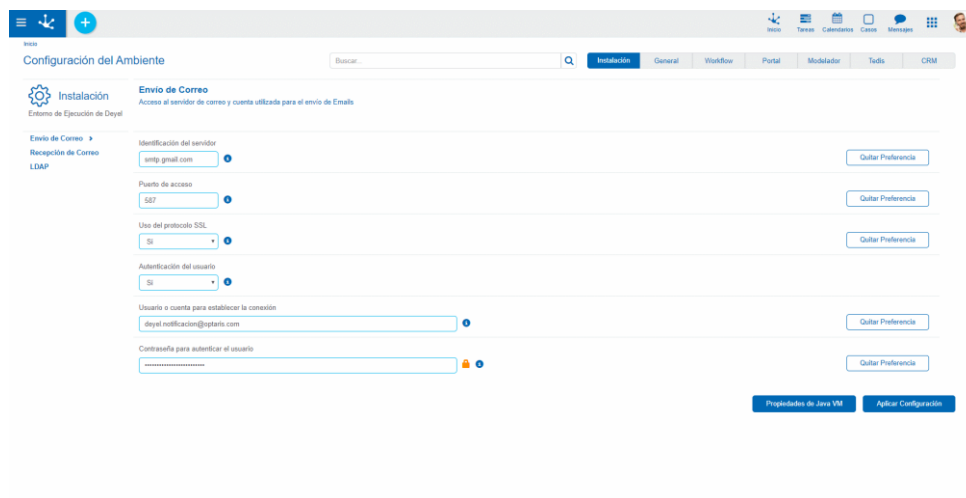 Inicio
Tareas
Calendarios
Casos
Mensajes
Inicio
Configuración del Ambiente
Buscar...
Instalación
General
Workflow
Portal
Modelador
Tedis
CRM
Instalación
Entorno de Ejecución de Deyel
Envío de Correo
Acceso al servidor de correo y cuenta utilizada para el envío de Emails
Envío de Correo >
Recepción de Correo
LDAP
Identificación del servidor
smtp.gmail.com
Quitar Preferencia
Puerto de acceso
587
Quitar Preferencia
Uso del protocolo SSL
Si
Quitar Preferencia
Autenticación del usuario
Si
Usuario o cuenta para establecer la conexión
deyel.notificacion@optaris.com
Quitar Preferencia
Contraseña para autenticar el usuario
Quitar Preferencia
Propiedades de Java VM
Aplicar Configuración